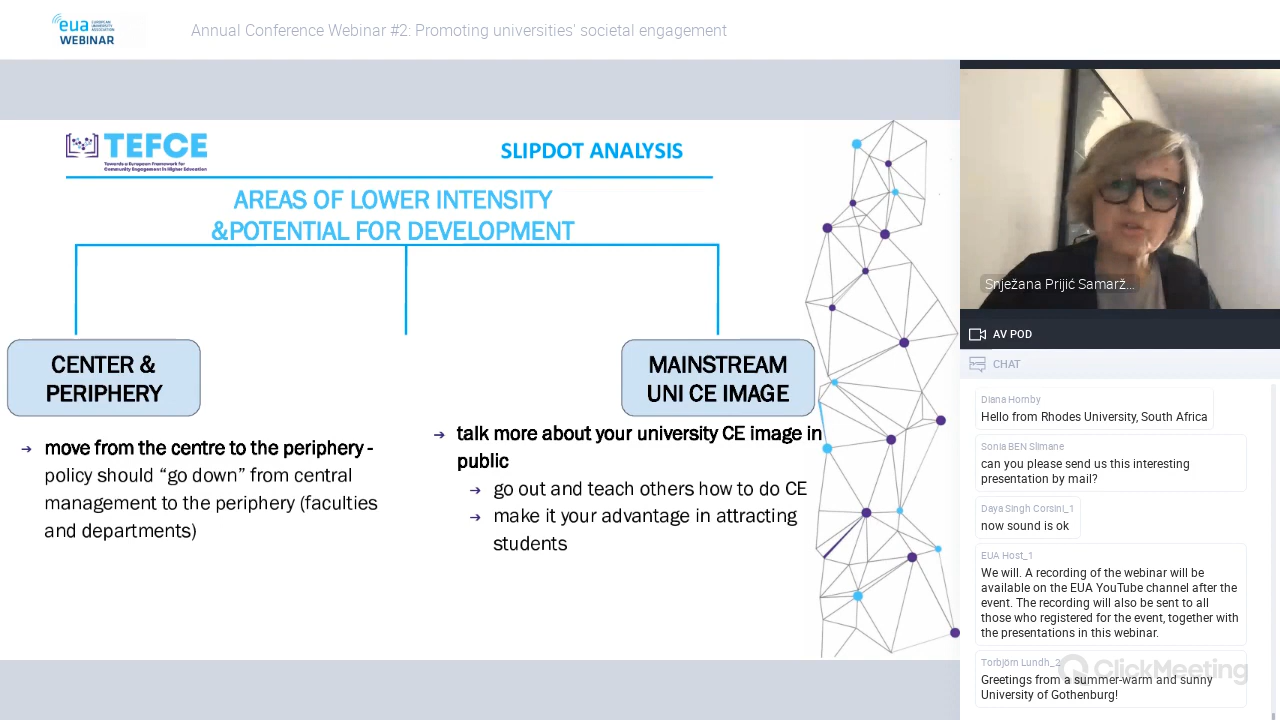 eua EUROPEAN UNIVERSITY ASSOCIATION
WEBINAR
Annual Conference Webinar #2: Promoting universities' societal engagement
TEFCE
Towards a European Framework for
Community Engagement in Higher Education
SLIPDOT ANALYSIS
AREAS OF LOWER INTENSITY
&POTENTIAL FOR DEVELOPMENT
CENTER &
PERIPHERY
➔ move from the centre to the periphery -
policy should “go down” from central
management to the periphery (faculties
and departments)
MAINSTREAM
UNI CE IMAGE
➔ talk more about your university CE image in
public
➔ go out and teach others how to do CE
➔ make it your advantage in attracting
students
Snježana Prijić Samarž...
AV POD
CHAT
Diana Hornby
Hello from Rhodes University, South Africa
Sonia BEN Slimane
can you please send us this interesting
presentation by mail?
Daya Singh Corsini_1
now sound is ok
EUA Host_1
We will. A recording of the webinar will be
available on the EUA YouTube channel after the
event. The recording will also be sent to all
those who registered for the event, together with
the presentations in this webinar.
Torbjörn Lundh_2
Greetings from a summer-warm and sunny
University of Gothenburg!
ClickMeeting